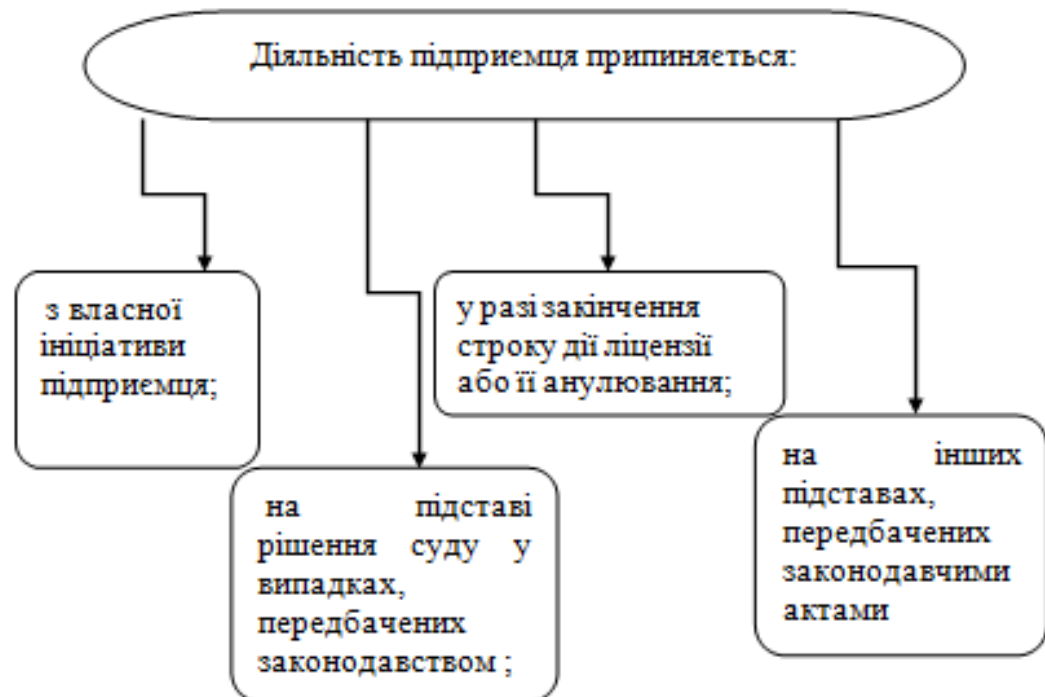 Діяльність підприємця припиняється:
з власної
ініціативи
підприємця;
на підставі
рішення суду у
випадках,
передбачених
законодавством ;
у разі закінчення
строку дії ліцензії
або її анулювання;
на інших
підставах,
передбачених
законодавчими
актами